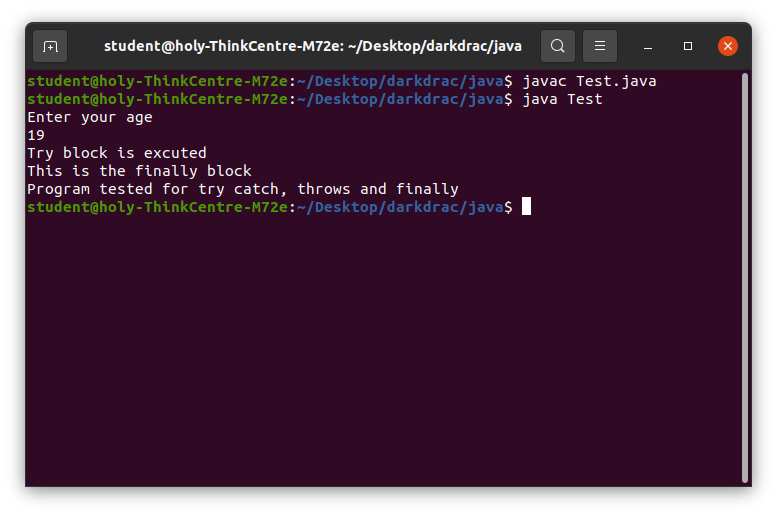 student@holy-ThinkCentre-M72e: ~/Desktop/darkdrac/java
student@holy-ThinkCentre-M72e:~/Desktop/darkdrac/java$ javac Test.java
student@holy-ThinkCentre-M72e:~/Desktop/darkdrac/java$ java Test
Enter your age
19
Try block is excuted
This is the finally block
Program tested for try catch, throws and finally
student@holy-ThinkCentre-M72e:~/Desktop/darkdrac/java$